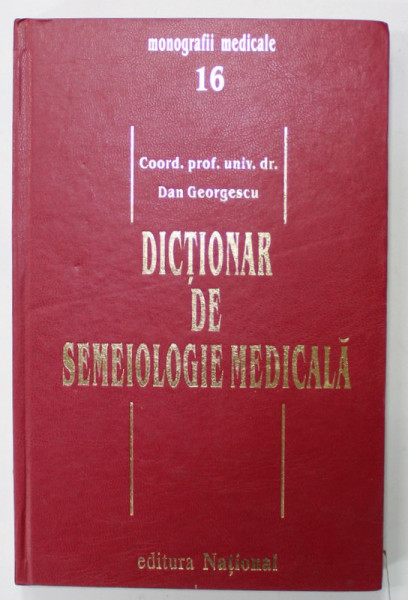 monografii medicale
16
Coord. prof. univ. dr.
Dan Georgescu
DICȚIONAR
DE
SEMEIOLOGIE MEDICALĂ
editura Național